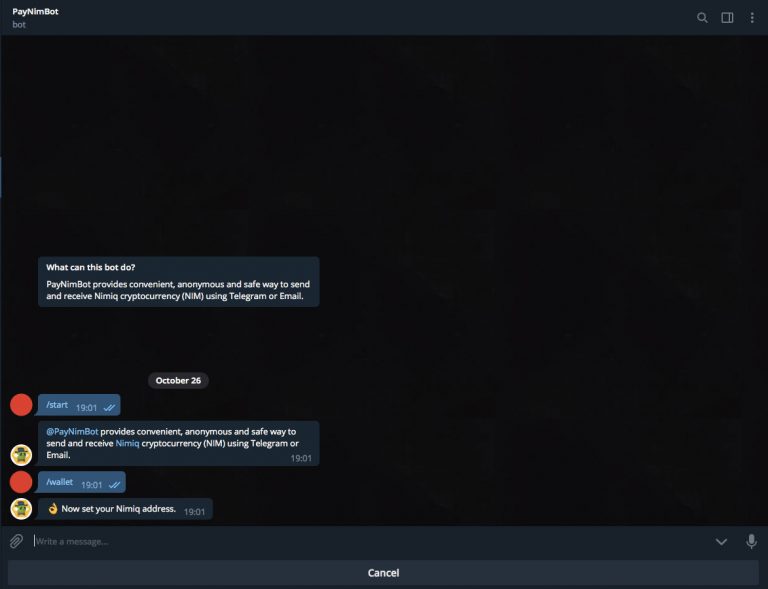 PayNimBot
bot
What can this bot do?
PayNimBot provides convenient, anonymous and safe way to send
and receive Nimiq cryptocurrency (NIM) using Telegram or Email.
October 26
/start 19:01
@PayNimBot provides convenient, anonymous and safe way to
send and receive Nimiq cryptocurrency (NIM) using Telegram or
Email.
19:01
/wallet 19:01
👌 Now set your Nimiq address. 19:01
Write a message...
Cancel